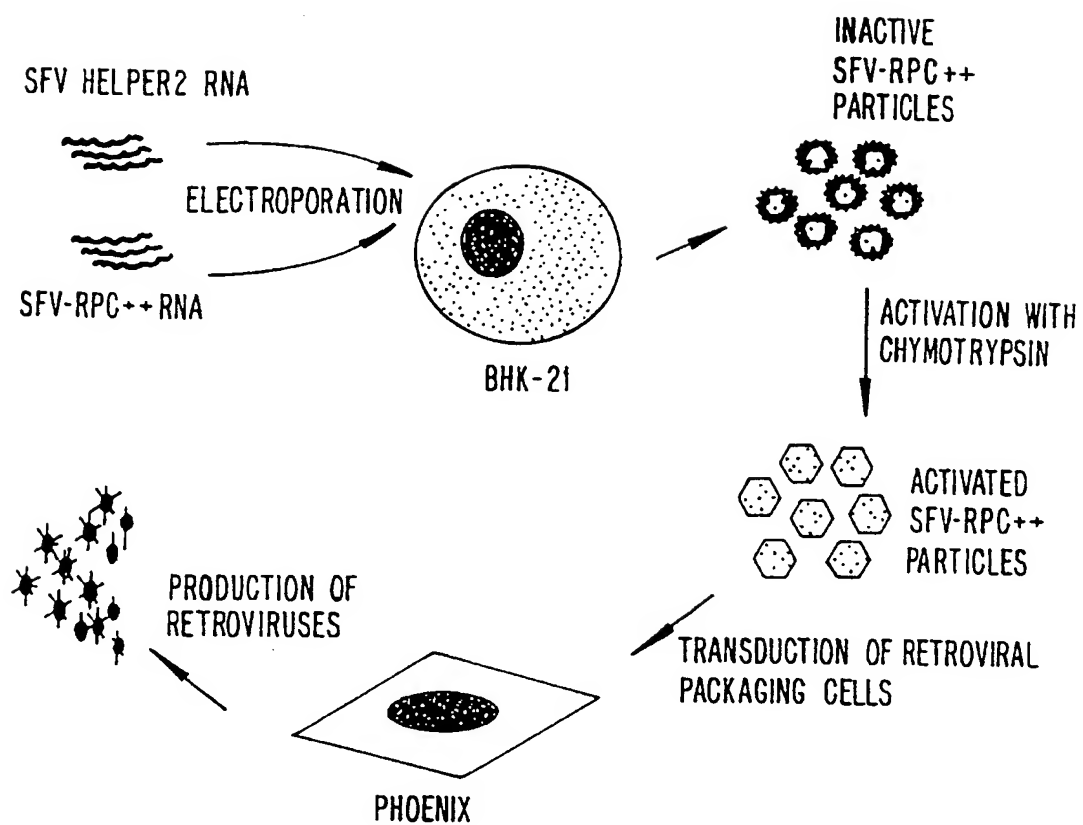 SFV HELPER2 RNA
ELECTROPORATION
SFV-RPC++RNA
BHK-21
INACTIVE
SFV-RPC++
PARTICLES
ACTIVATION WITH
CHYMOTRYPSIN
ACTIVATED
SFV-RPC++
PARTICLES
TRANSDUCTION OF RETROVIRAL
PACKAGING CELLS
PHOENIX
PRODUCTION OF
RETROVIRUSES